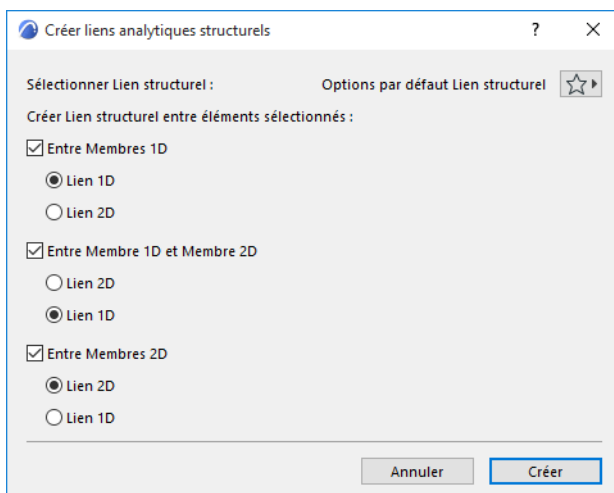 Créer liens analytiques structurels
?
Sélectionner Lien structurel : Options par défaut Lien structurel
Créer Lien structurel entre éléments sélectionnés :
Entre Membres 1D
Lien 1D
Lien 2D
Entre Membre 1D et Membre 2D
Lien 2D
Lien 1D
Entre Membres 2D
Lien 2D
Lien 1D
Annuler Créer